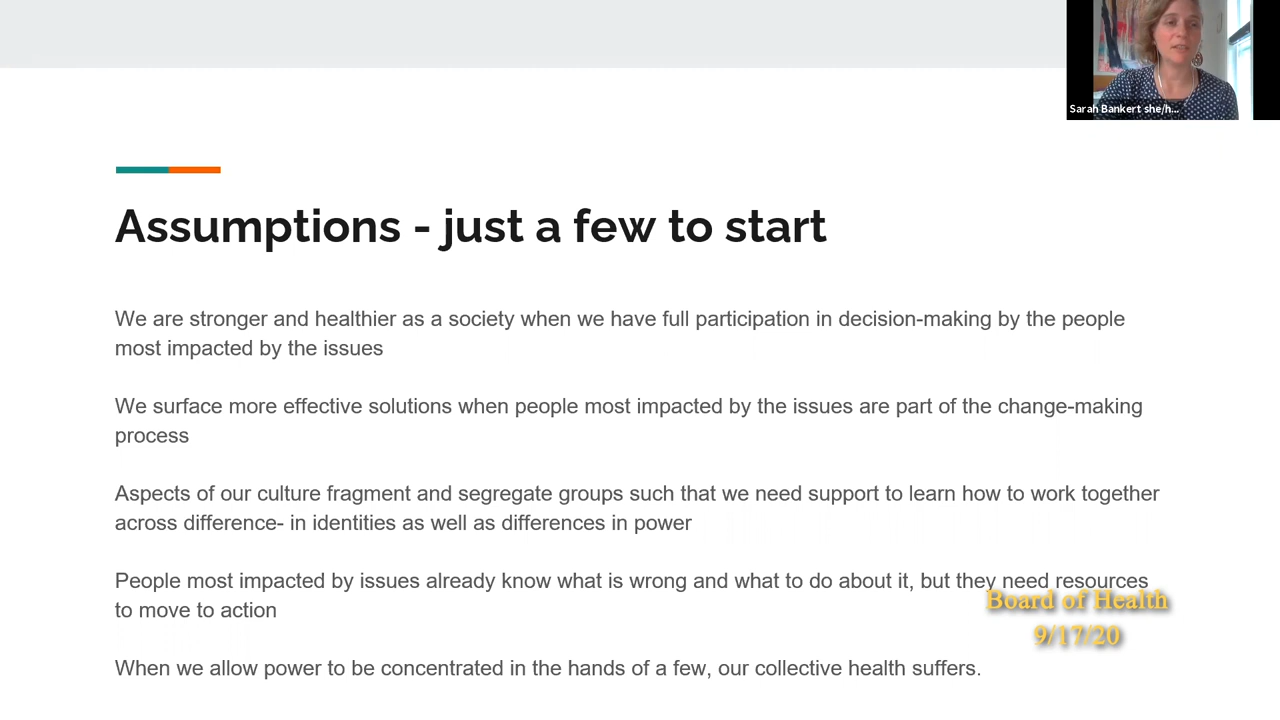 Sarah Bankert she/h...
Assumptions - just a few to start
We are stronger and healthier as a society when we have full participation in decision-making by the people
most impacted by the issues
We surface more effective solutions when people most impacted by the issues are part of the change-making
process
Aspects of our culture fragment and segregate groups such that we need support to learn how to work together
across difference- in identities as well as differences in power
People most impacted by issues already know what is wrong and what to do about it, but they need resources
to move to action
Board of Health
9/17/20
When we allow power to be concentrated in the hands of a few, our collective health suffers.